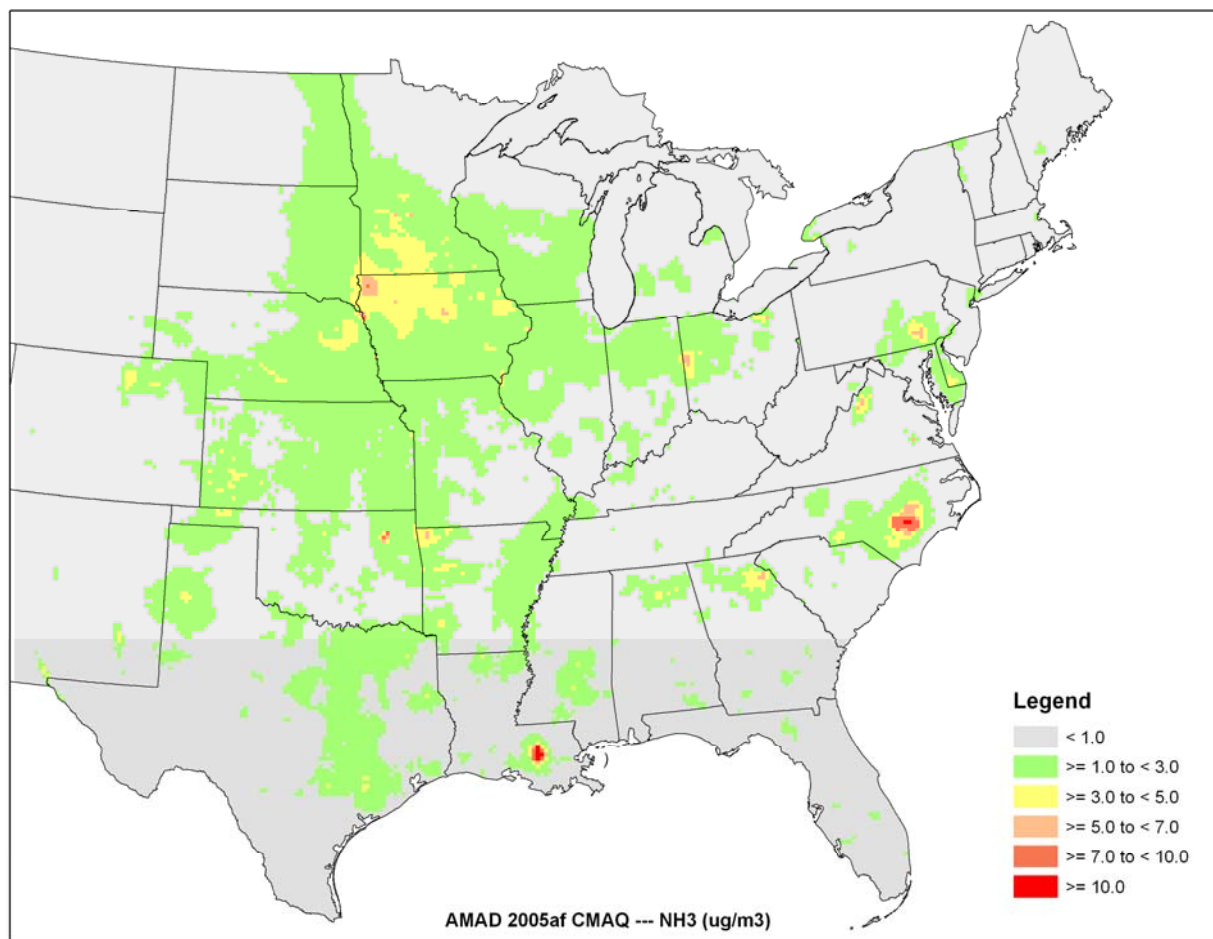 Legend
< 1.0
>= 1.0 to < 3.0
>= 3.0 to < 5.0
>= 5.0 to < 7.0
>= 7.0 to < 10.0
>= 10.0
AMAD 2005af CMAQ --- NH3 (ug/m3)